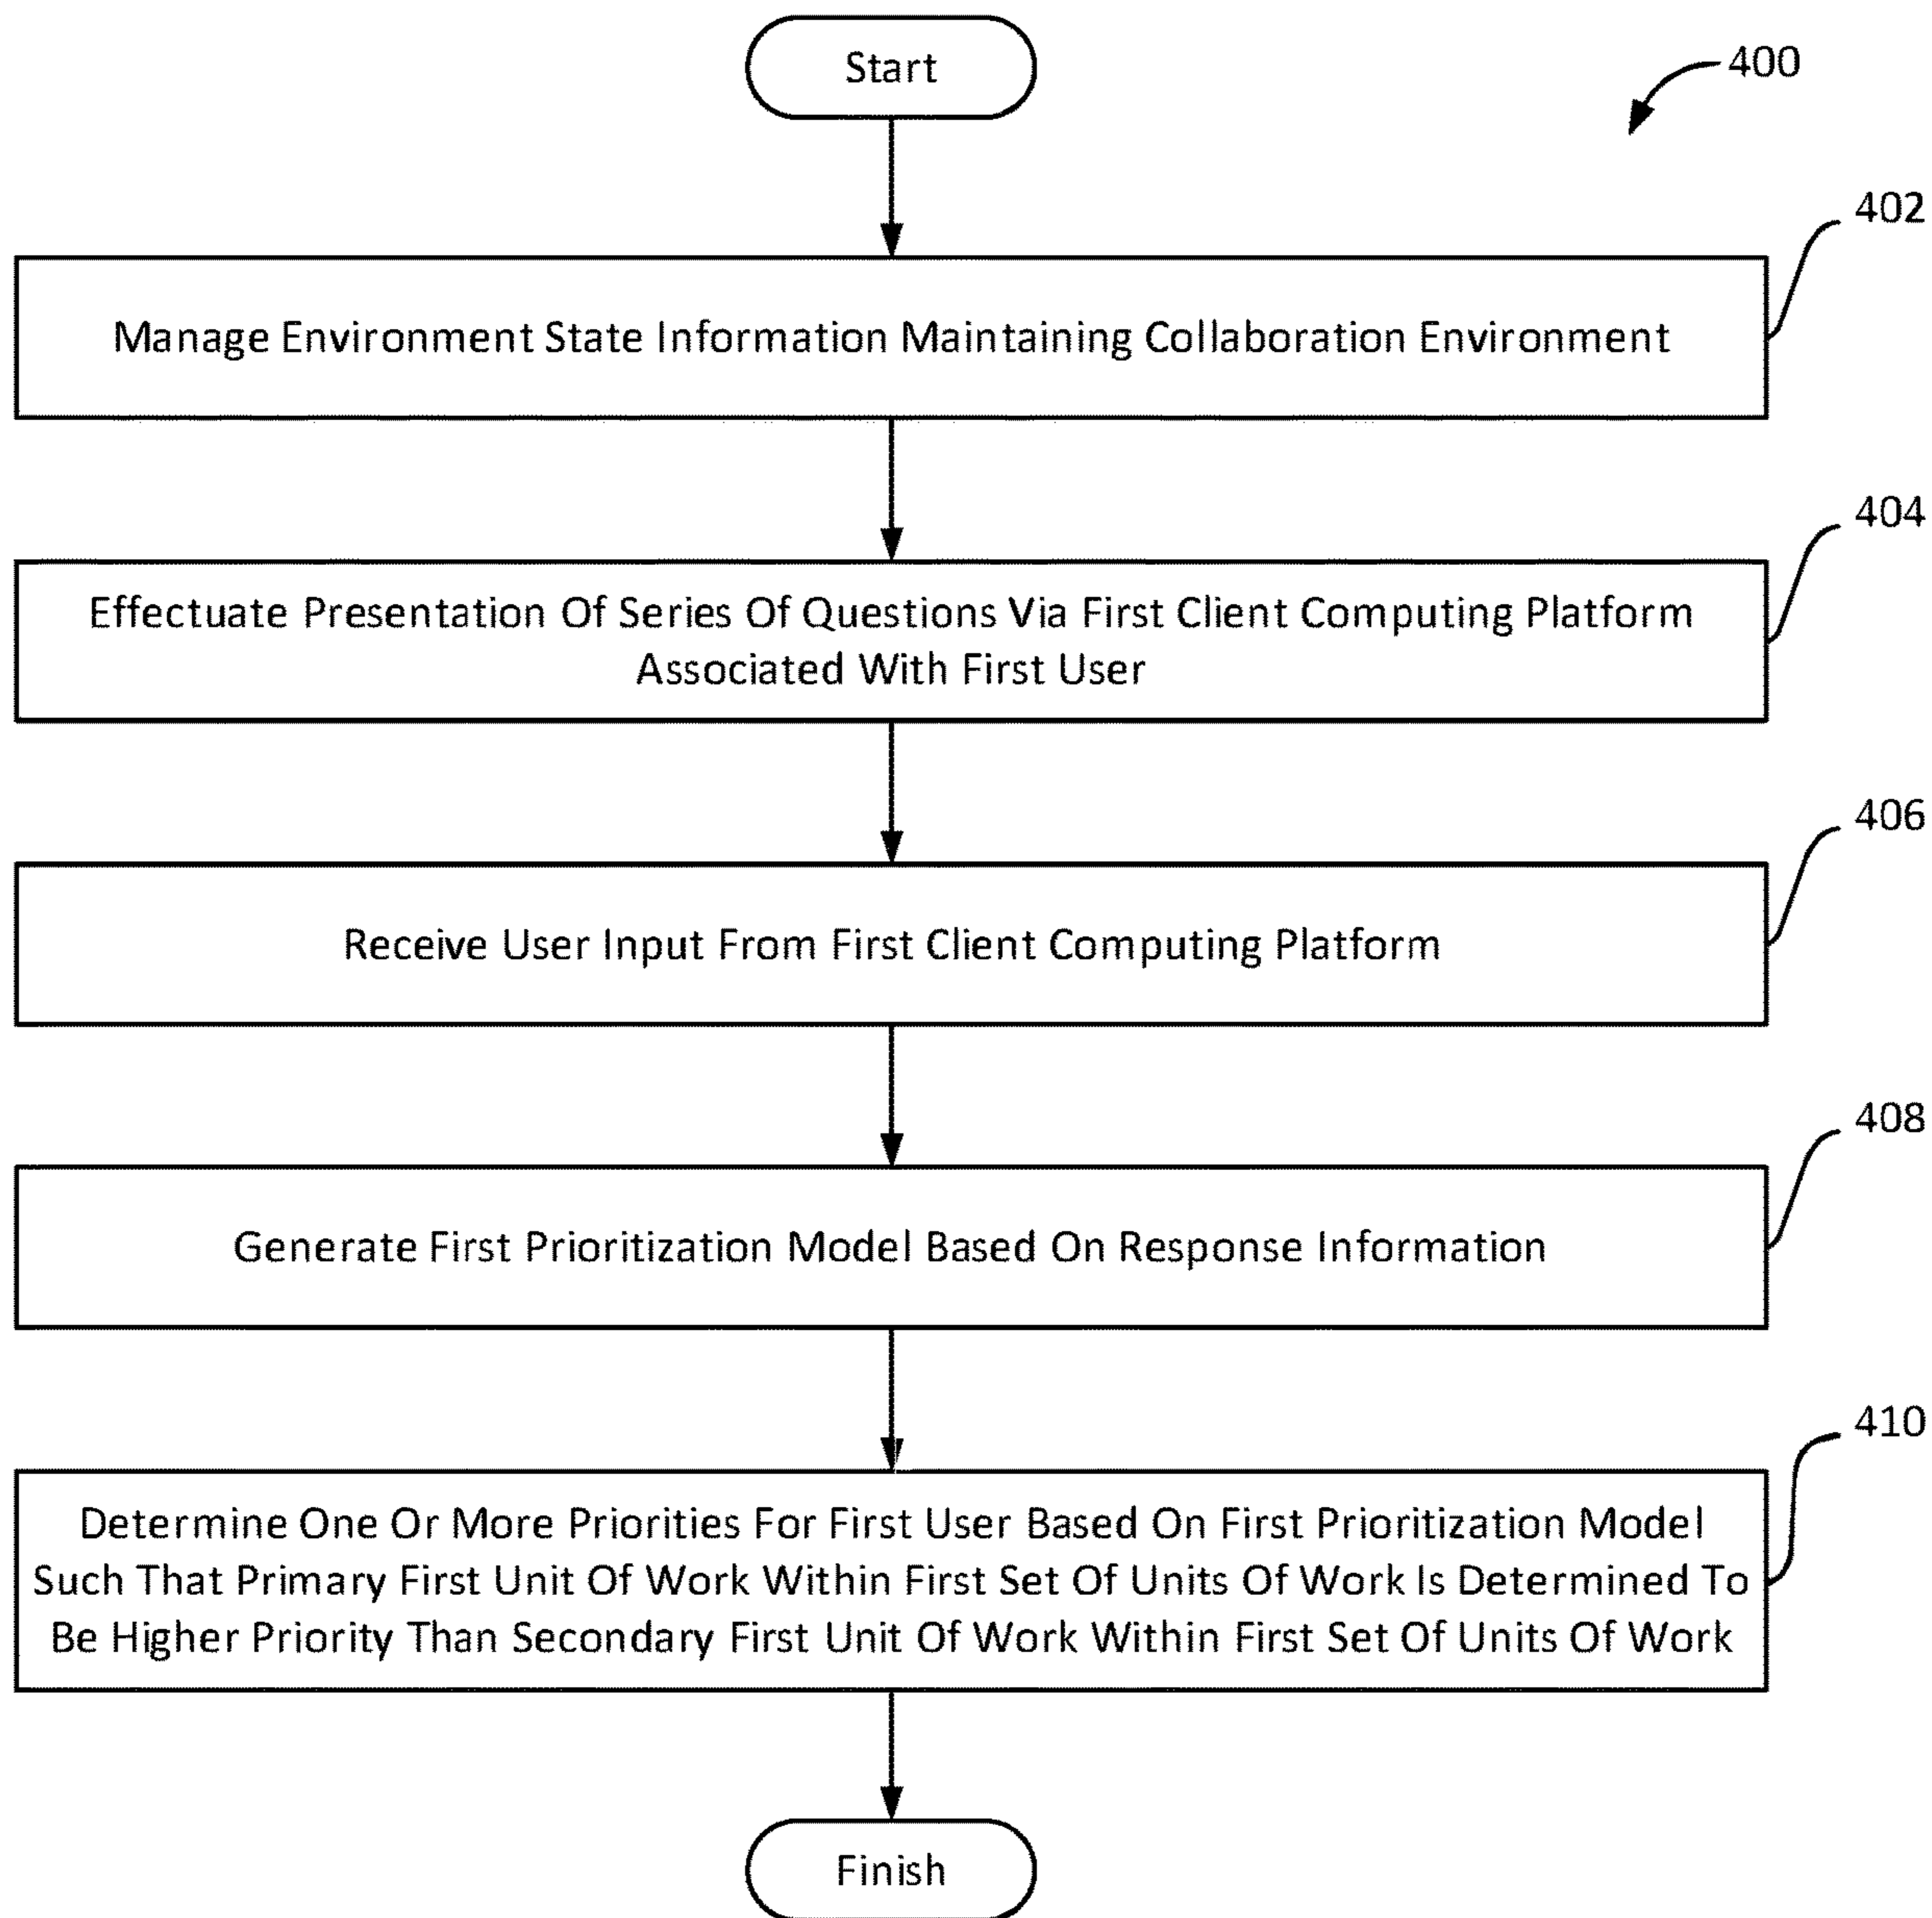 Start
400
402
Manage Environment State Information Maintaining Collaboration Environment
404
Effectuate Presentation Of Series Of Questions Via First Client Computing Platform
Associated With First User
406
Receive User Input From First Client Computing Platform
408
Generate First Prioritization Model Based On Response Information
410
Determine One Or More Priorities For First User Based On First Prioritization Model
Such That Primary First Unit Of Work Within First Set Of Units Of Work Is Determined To
Be Higher Priority Than Secondary First Unit Of Work Within First Set Of Units Of Work
Finish